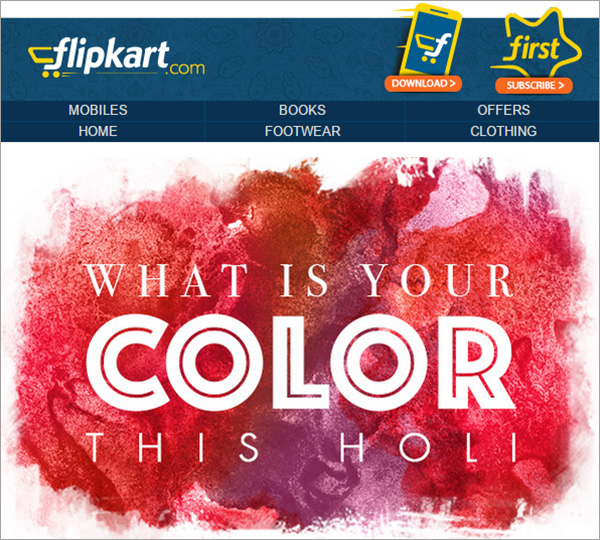 flipkart.com
f
DOWNLOAD >
first
SUBSCRIBE >
MOBILES BOOKS OFFERS
HOME FOOTWEAR CLOTHING
WHAT IS YOUR
COLOR
THIS HOLI